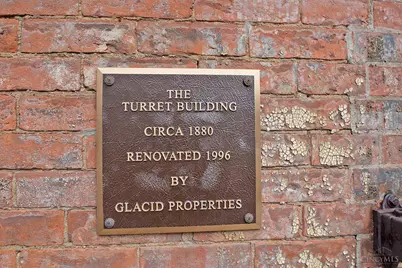 THE
TURRET BUILDING
CIRCA 1880
RENOVATED 1996
BY
GLACID PROPERTIES